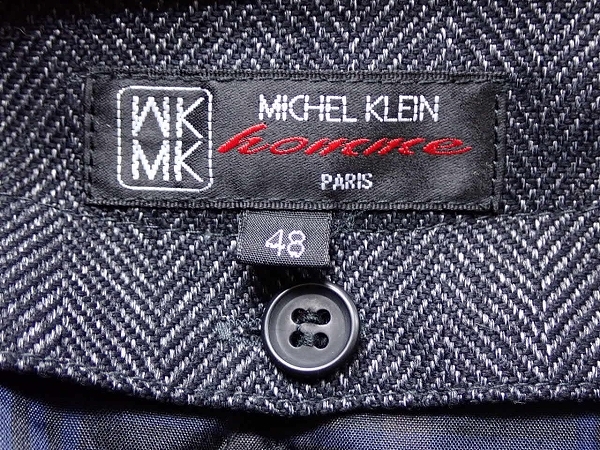 MK
MK
MICHEL KLEIN
homme
PARIS
48